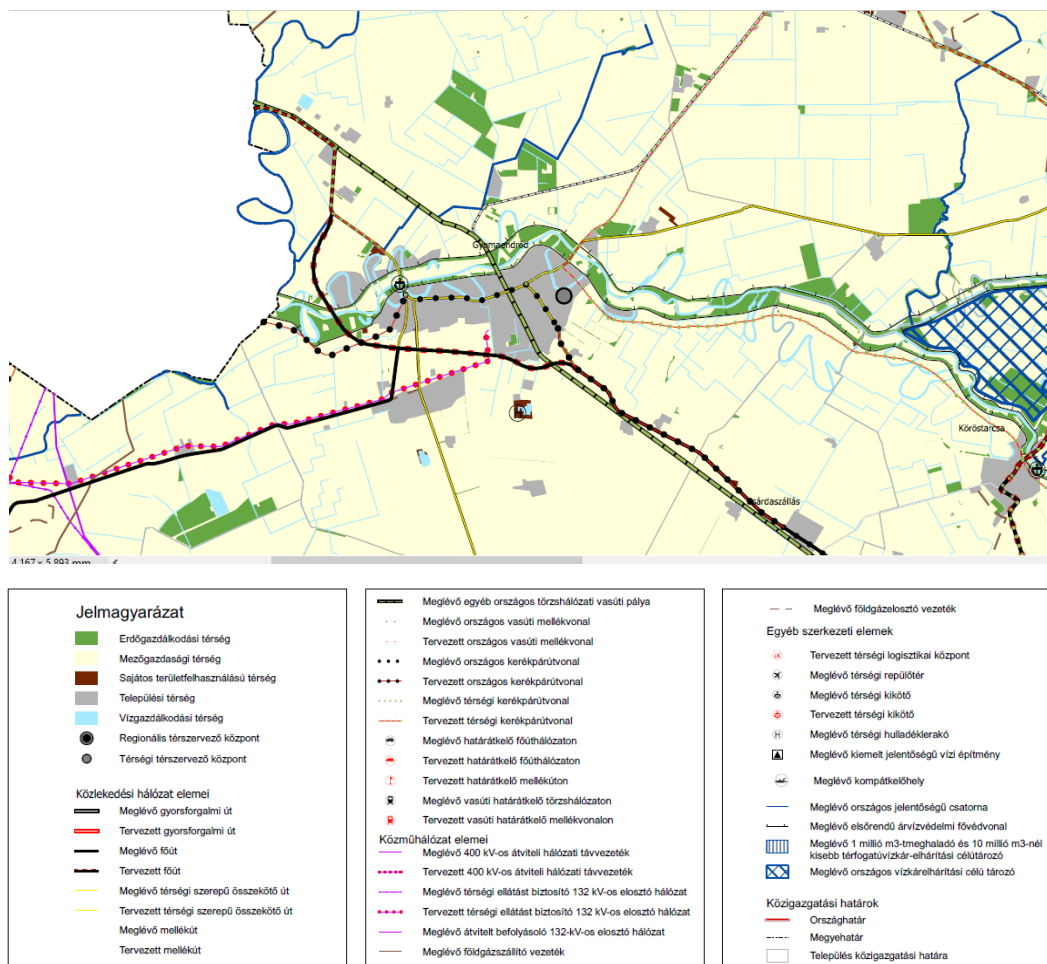 Gyomaendrőd
Köröstarcsa
Csárdaszállás
4 167 x 5 893 mm
Jelmagyarázat
Erdőgazdálkodási térség
Mezőgazdasági térség
Sajátos területfelhasználású térség
Települési térség
Vízgazdálkodási térség
Regionális térszervező központ
Térségi térszervező központ
Közlekedési hálózat elemei
Meglévő gyorsforgalmi út
Tervezett gyorsforgalmi út
Meglévő főút
Tervezett főút
Meglévő térségi szerepű összekötő út
Tervezett térségi szerepű összekötő út
Meglévő mellékút
Tervezett mellékút
Meglévő egyéb országos törzshálózati vasúti pálya
Meglévő országos vasúti mellékvonal
Tervezett országos vasúti mellékvonal
Meglévő országos kerékpárútvonal
Tervezett országos kerékpárútvonal
Meglévő térségi kerékpárútvonal
Tervezett térségi kerékpárútvonal
Meglévő határátkelő főúthálózaton
Tervezett határátkelő főúthálózaton
Tervezett határátkelő mellékúton
Meglévő vasúti határátkelő törzshálózaton
Tervezett vasúti határátkelő mellékvonalon
Közműhálózat elemei
Meglévő 400 kV-os átviteli hálózati távvezeték
Tervezett 400 kV-os átviteli hálózati távvezeték
Meglévő térségi ellátást biztosító 132 kV-os elosztó hálózat
Tervezett térségi ellátást biztosító 132 kV-os elosztó hálózat
Meglévő átvitelt befolyásoló 132-kV-os elosztó hálózat
Meglévő földgázszállító vezeték
Meglévő földgázelosztó vezeték
Egyéb szerkezeti elemek
Tervezett térségi logisztikai központ
Meglévő térségi repülőtér
Meglévő térségi kikötő
Tervezett térségi kikötő
H Meglévő térségi hulladéklerakó
Meglévő kiemelt jelentőségű vízi építmény
Meglévő kompátkelőhely
Meglévő országos jelentőségű csatorna
Meglévő elsőrendű árvízvédelmi fővédvonal
Meglévő 1 millió m3-tmeghaladó és 10 millió m3-nél
kisebb térfogatúvízkár-elhárítási célútározó
Meglévő országos vízkárelhárítási célú tározó
Közigazgatási határok
Országhatár
Megyehatár
Település közigazgatási határa